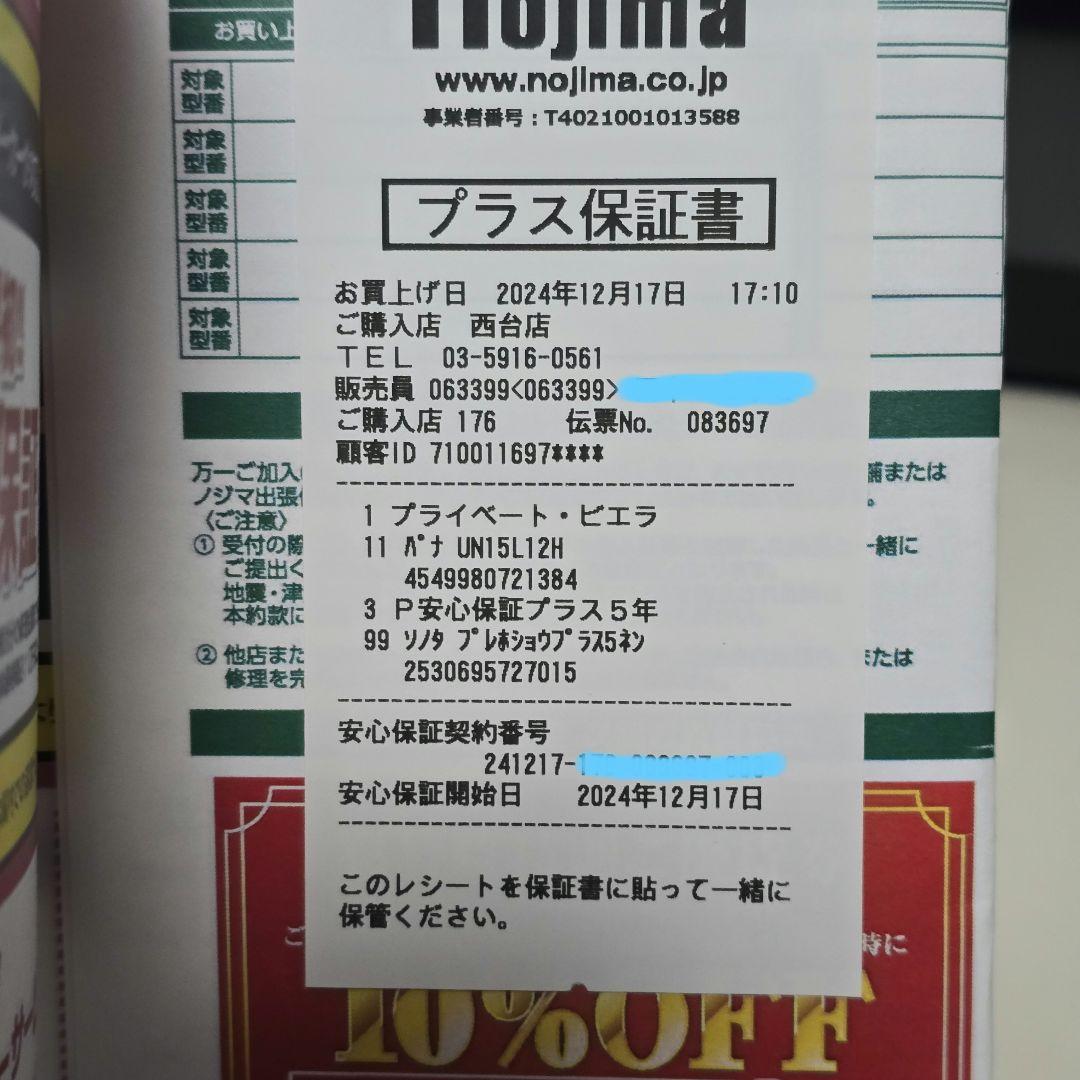 nojima
www.nojima.co.jp
事業者番号：T4021001013588
プラス保証書
お買上げ日 2024年12月17日 17:10
ご購入店 西台店
ＴＥＬ 03-5916-0561
販売員 063399<063399>
ご購入店 176 伝票No. 083697
顧客ID 710011697****
1 プライベート・ビエラ
11 ﾊﾟﾅ UN15L12H
4549980721384
3 Ｐ安心保証プラス５年
99 ｿﾉﾀ ﾌﾟﾚﾎｼｮｳﾌﾟﾗｽ5ﾈﾝ
2530695727015
安心保証契約番号
241217-
安心保証開始日 2024年12月17日
このレシートを保証書に貼って一緒に
保管ください。
お買い上
対象
型番
対象
型番
対象
型番
対象
型番
対象
型番
万一ご加入
舗または
ノジマ出張
〈ご注意〉
① 受付の際
一緒に
ご提出く
地震・津
本約款に
② 他店また
または
修理を完
ご
時に
10%OFF